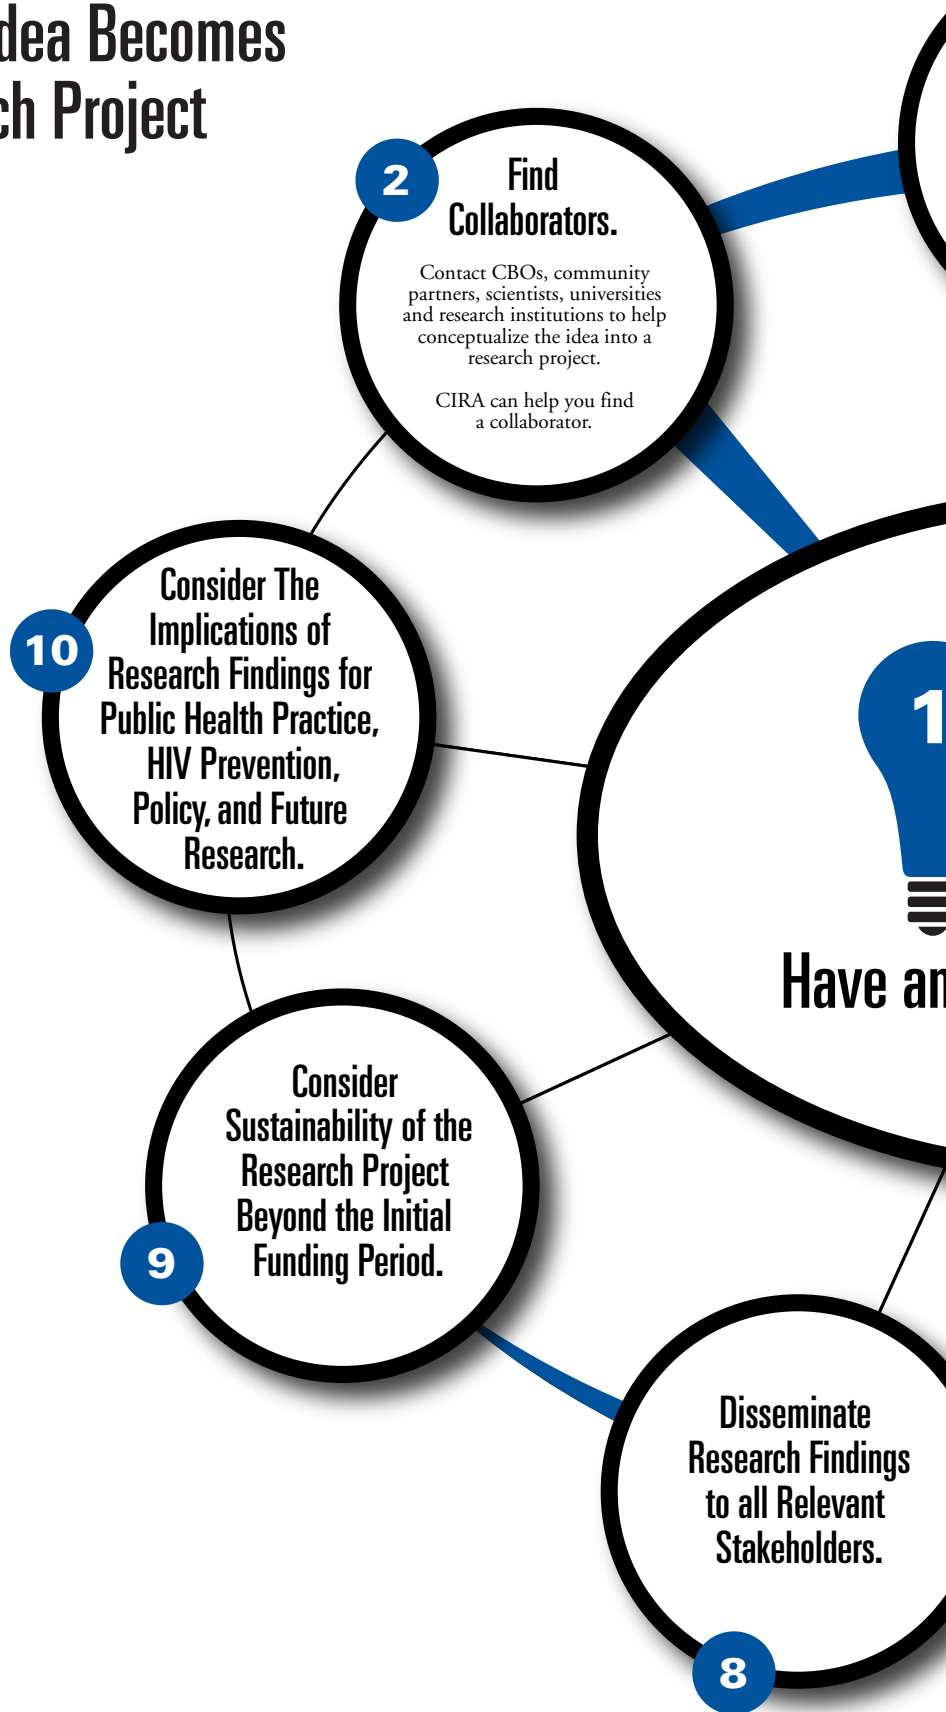 dea Becomes
ch Project
2
Find
Collaborators.
Contact CBOs, community
partners, scientists, universities
and research institutions to help
conceptualize the idea into a
research project.
CIRA can help you find
a collaborator.
10
Consider The
Implications of
Research Findings for
Public Health Practice,
HIV Prevention,
Policy, and Future
Research.
1
Have an
Consider
Sustainability of the
Research Project
Beyond the Initial
Funding Period.
9
Disseminate
Research Findings
to all Relevant
Stakeholders.
8